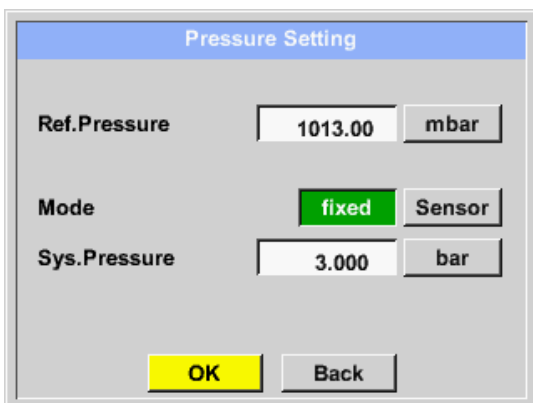 Pressure Setting
Ref.Pressure 1013.00 mbar
Mode fixed Sensor
Sys.Pressure 3.000 bar
OK Back